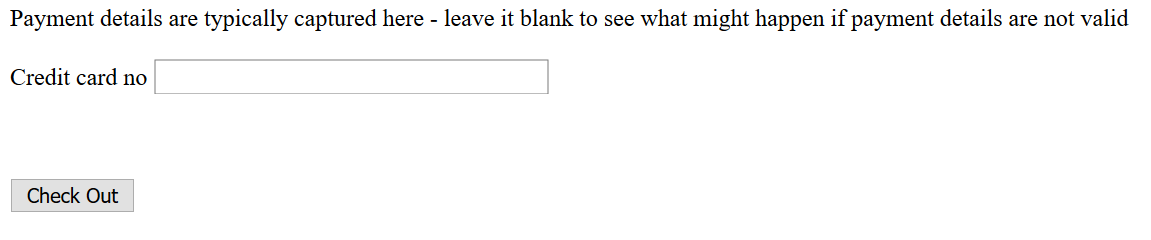 Payment details are typically captured here - leave it blank to see what might happen if payment details are not valid
Credit card no
Check Out